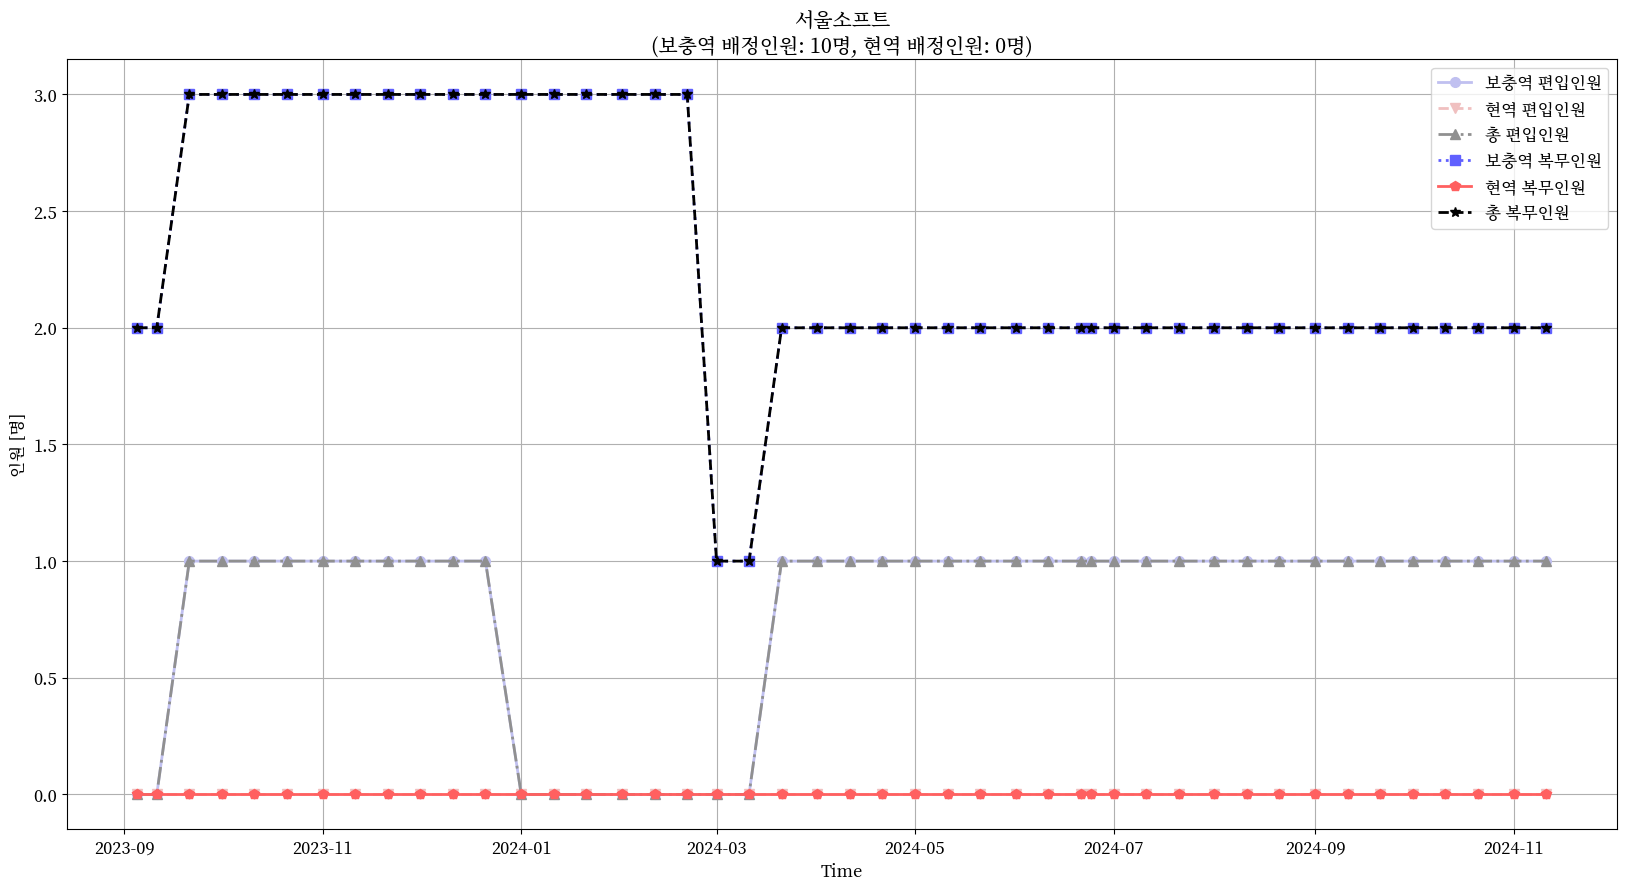 서울소프트
(보충역 배정인원: 10명, 현역 배정인원: 0명)
보충역 편입인원
현역 편입인원
총 편입인원
보충역 복무인원
현역 복무인원
총 복무인원
3.0
2.5
2.0
1.5
1.0
0.5
0.0
인원 [명]
2023-09
2023-11
2024-01
2024-03
2024-05
2024-07
2024-09
2024-11
Time